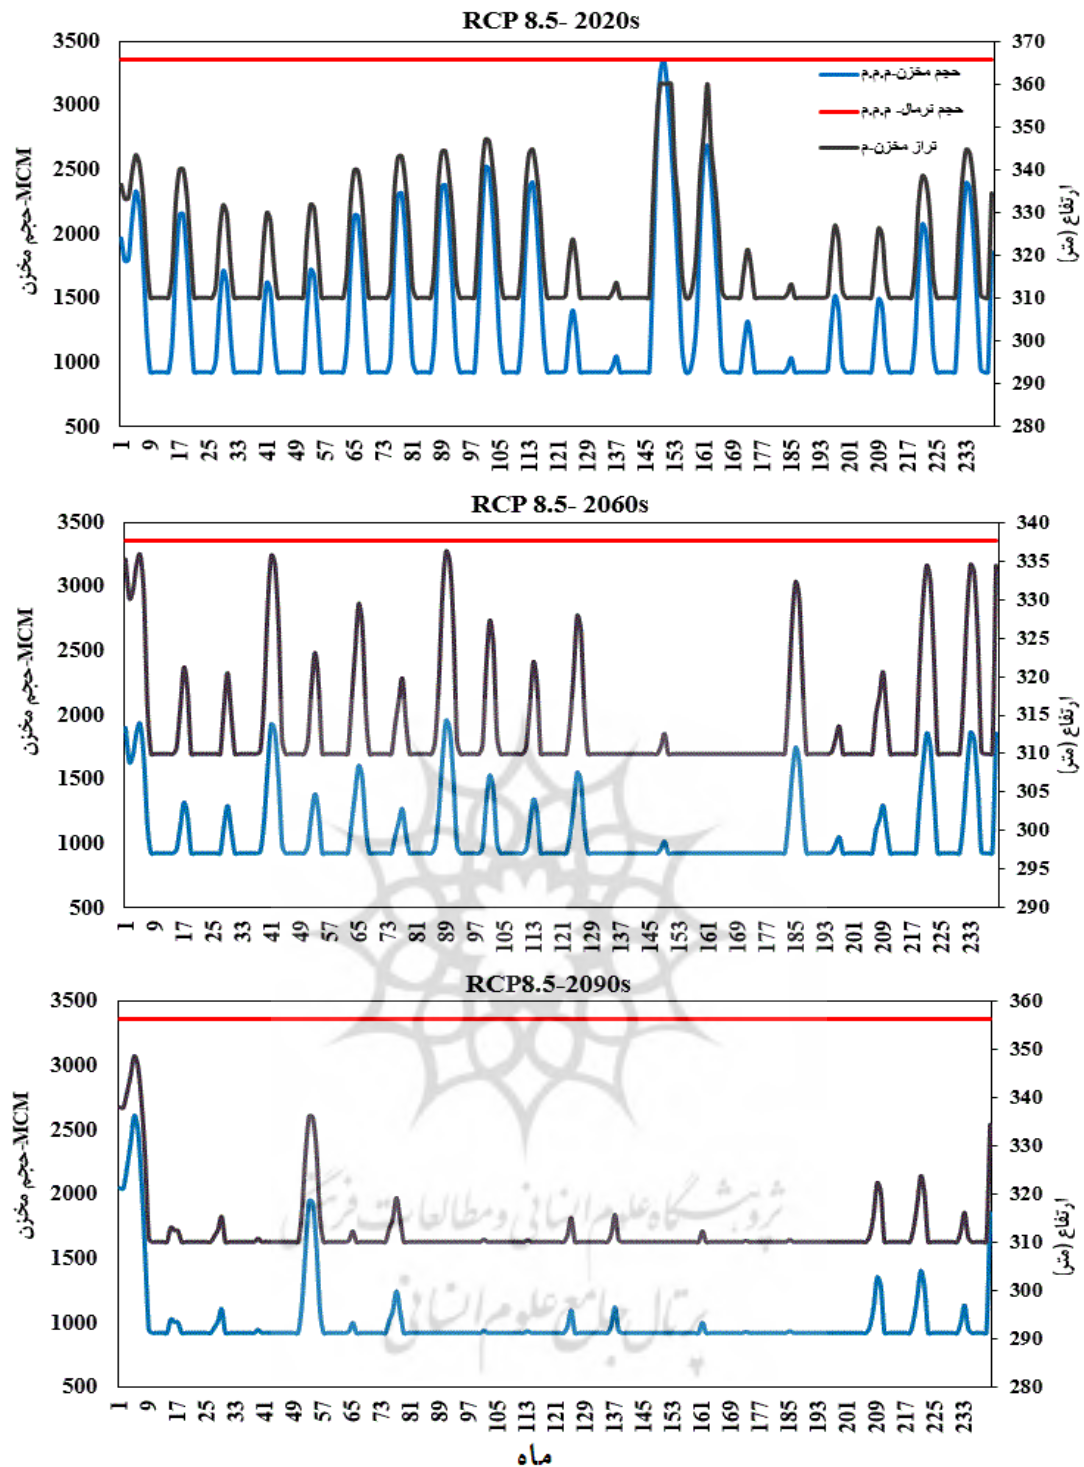 RCP 8.5- 2020s
3500
3000
2500
2000
1500
1000
500
حجم مخزن-MCM
370
360
350
340
330
320
310
300
290
280
ارتفاع (متر)
حجم مخزن-م.م.م
حجم نرمال- م.م.م
تراز مخزن-م
1 9 17 25 33 41 49 57 65 73 81 89 97 105 113 121 129 137 145 153 161 169 177 185 193 201 209 217 225 233
RCP 8.5- 2060s
3500
3000
2500
2000
1500
1000
500
حجم مخزن-MCM
340
335
330
325
320
315
310
305
300
295
290
ارتفاع (متر)
1 9 17 25 33 41 49 57 65 73 81 89 97 105 113 121 129 137 145 153 161 169 177 185 193 201 209 217 225 233
RCP8.5-2090s
3500
3000
2500
2000
1500
1000
500
حجم مخزن-MCM
360
350
340
330
320
310
300
290
280
ارتفاع (متر)
پژوهشگاه علوم انسانی و مطالعات فرهنگی
پرتال جامع علوم انسانی
1 9 17 25 33 41 49 57 65 73 81 89 97 105 113 121 129 137 145 153 161 169 177 185 193 201 209 217 225 233
ماه